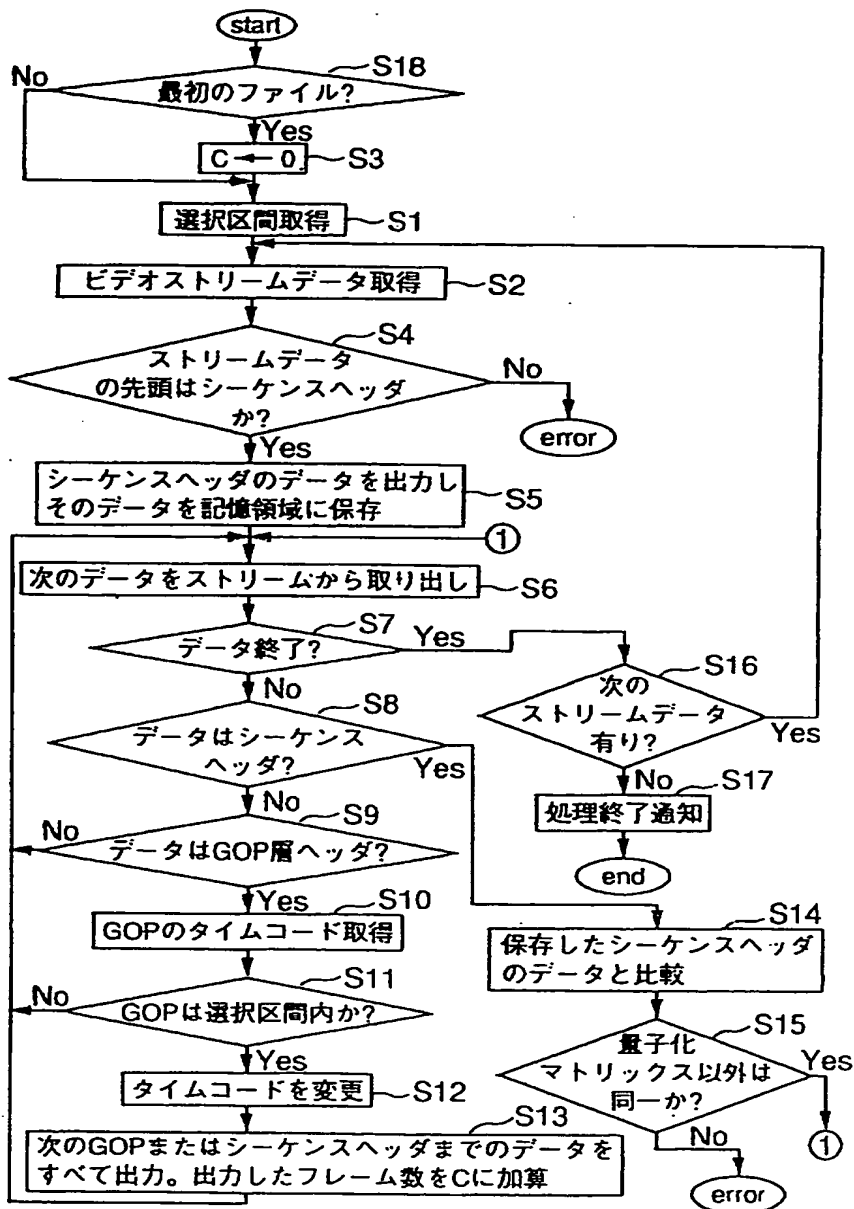 start
S18
No
最初のファイル?
Yes
C ← 0
S3
選択区間取得
S1
ビデオストリームデータ取得
S2
S4
ストリームデータ
の先頭はシーケンスヘッダ
か?
No
error
Yes
シーケンスヘッダのデータを出力し
そのデータを記憶領域に保存
S5
1
次のデータをストリームから取り出し
S6
S7
データ終了?
Yes
No
S16
次の
ストリームデータ
有り?
Yes
No
S17
処理終了通知
end
S8
データはシーケンス
ヘッダ?
Yes
No
S9
No
データはGOP層ヘッダ?
Yes
S10
GOPのタイムコード取得
S14
保存したシーケンスヘッダ
のデータと比較
S11
No
GOPは選択区間内か?
Yes
S15
量子化
マトリックス以外は
同一か?
Yes
1
No
error
タイムコードを変更
S12
S13
次のGOPまたはシーケンスヘッダまでのデータを
すべて出力。出力したフレーム数をCに加算